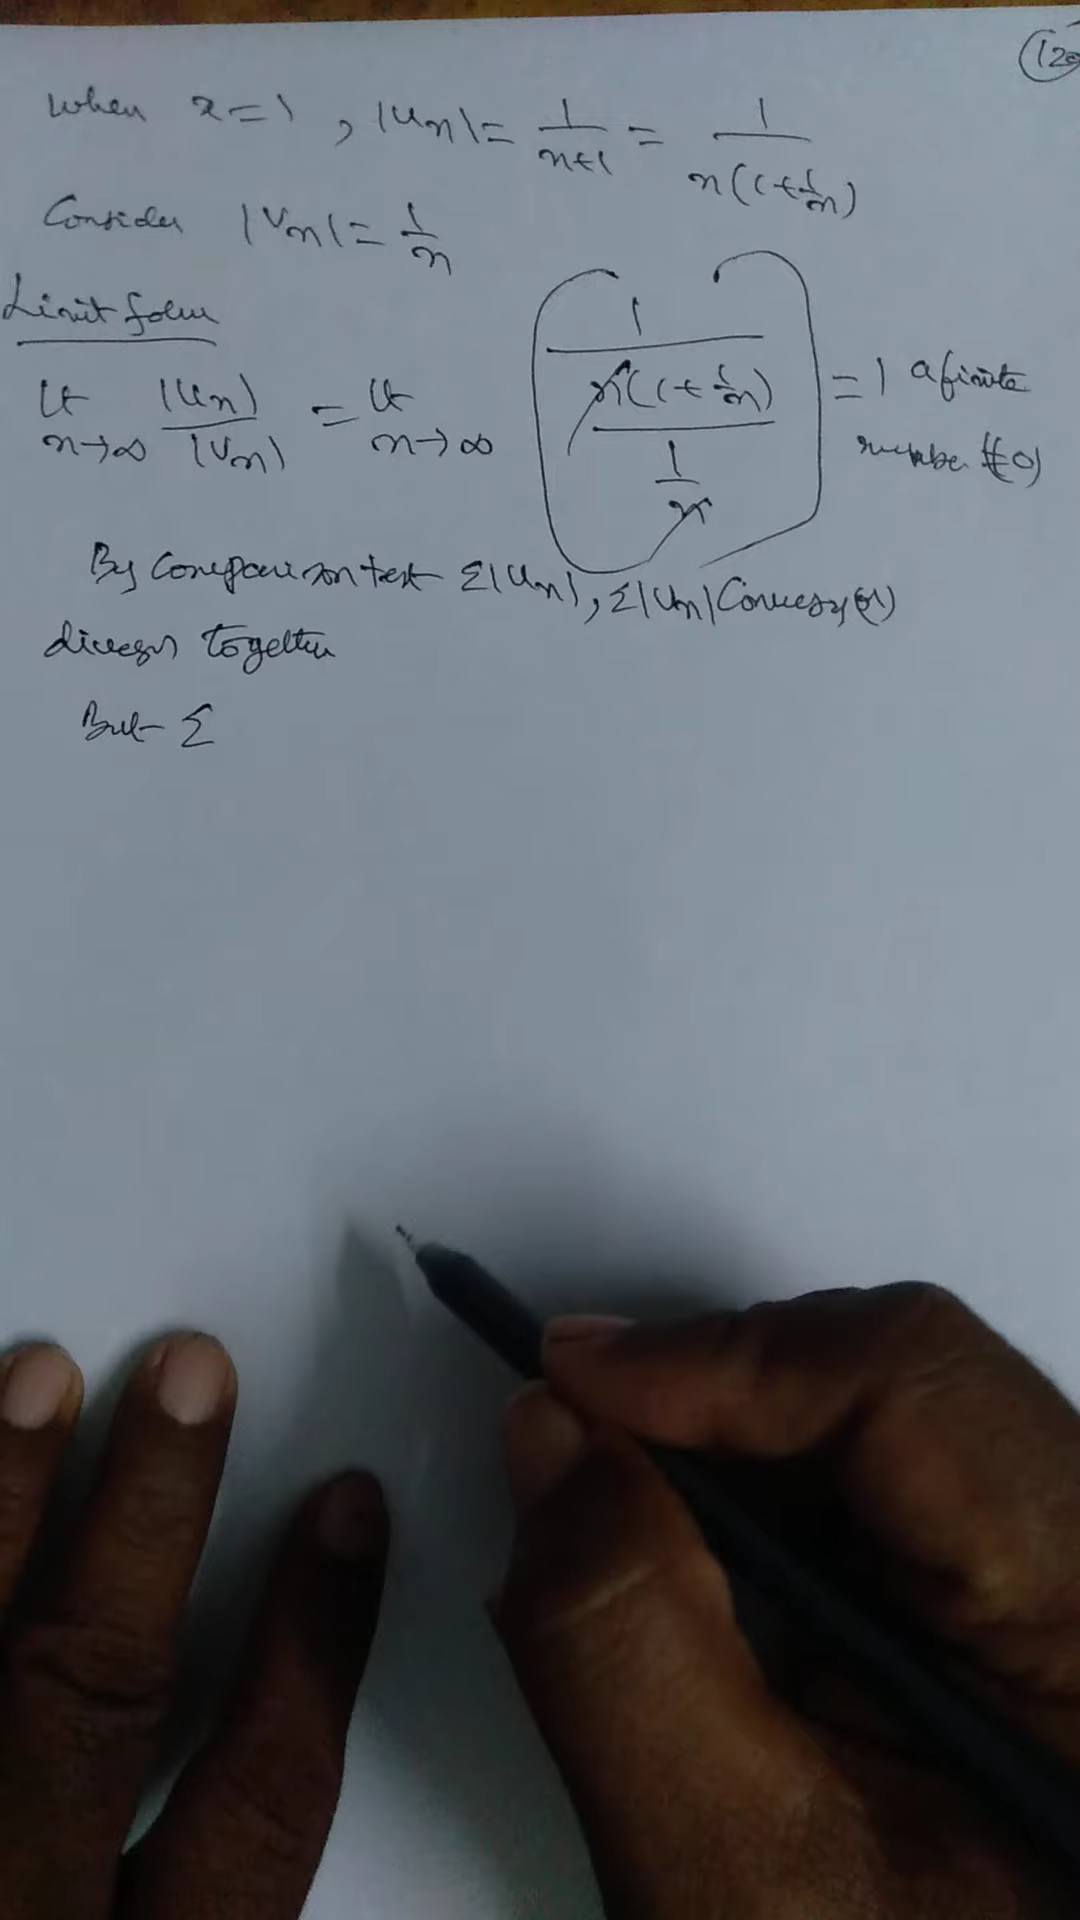 (120
When x=1, |un|= 1/n+1 = 1/n(1+1/n)
Consider |Vn|= 1/n
Limit form
Lt n→∞ |un|/|vn| = Lt n→∞ (1/n(1+1/n) / 1/n) = 1 a finite
number (≠0)
By Comparison test Σ|un|, Σ|vn| Converges (or)
diverges together
But Σ